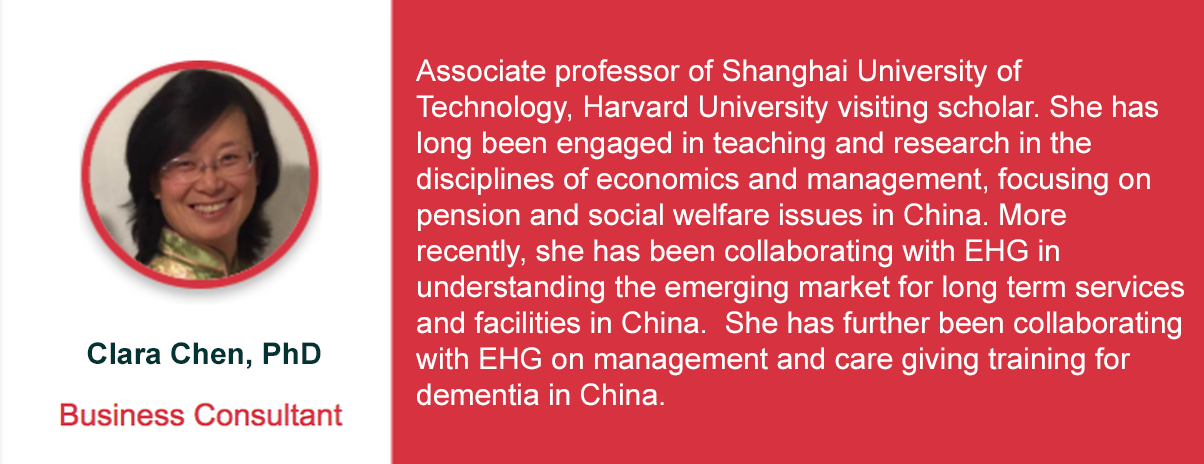 Clara Chen, PhD
Business Consultant
Associate professor of Shanghai University of
Technology, Harvard University visiting scholar. She has
long been engaged in teaching and research in the
disciplines of economics and management, focusing on
pension and social welfare issues in China. More
recently, she has been collaborating with EHG in
understanding the emerging market for long term services
and facilities in China.  She has further been collaborating
with EHG on management and care giving training for
dementia in China.